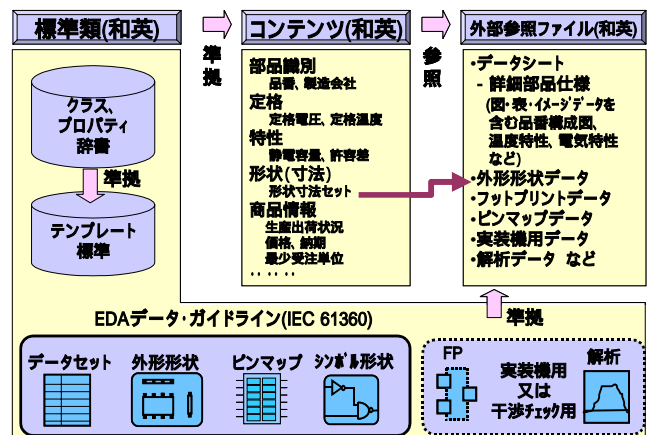 標準類(和英)
準
拠
コンテンツ(和英)
参
照
外部参照ファイル(和英)
クラス、
プロパティ
辞書
準拠
テンプレート
標準
部品識別
品番、製造会社
定格
定格電圧、定格温度
特性
静電容量、許容差
形状(寸法)
形状寸法セット
商品情報
生産出荷状況
価格、納期
最少受注単位
‥‥‥
・データシート
- 詳細部品仕様
(図・表・イメージデータを
含む品番構成図、
温度特性、電気特性
など)
・外形形状データ
・フットプリントデータ
・ピンマップデータ
・実装機用データ
・解析データ など
準拠
EDAデータ・ガイドライン(IEC 61360)
データセット
外形形状
ピンマップ
シンボル形状
FP
実装機用
又は
干渉チェック用
解析